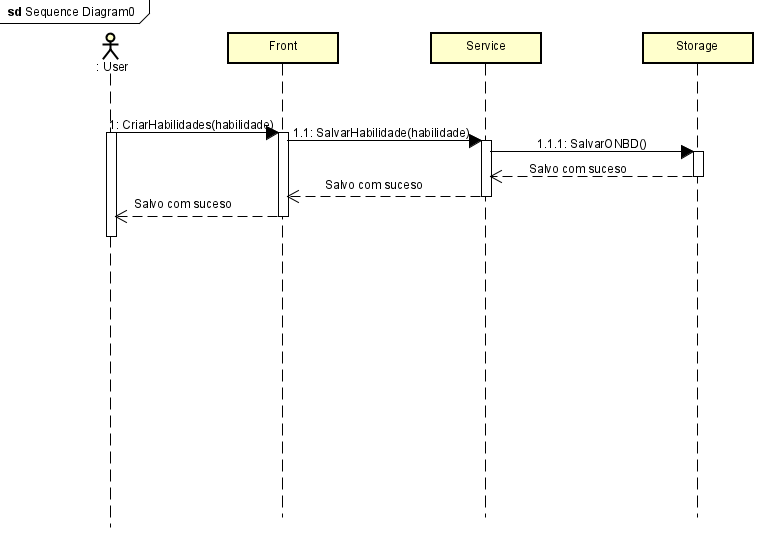 sd Sequence Diagram0
Front
Service
Storage
: User
1: CriarHabilidades(habilidade)
1.1: SalvarHabilidade(habilidade)
1.1.1: SalvarONBD()
Salvo com suceso
Salvo com suceso
Salvo com suceso